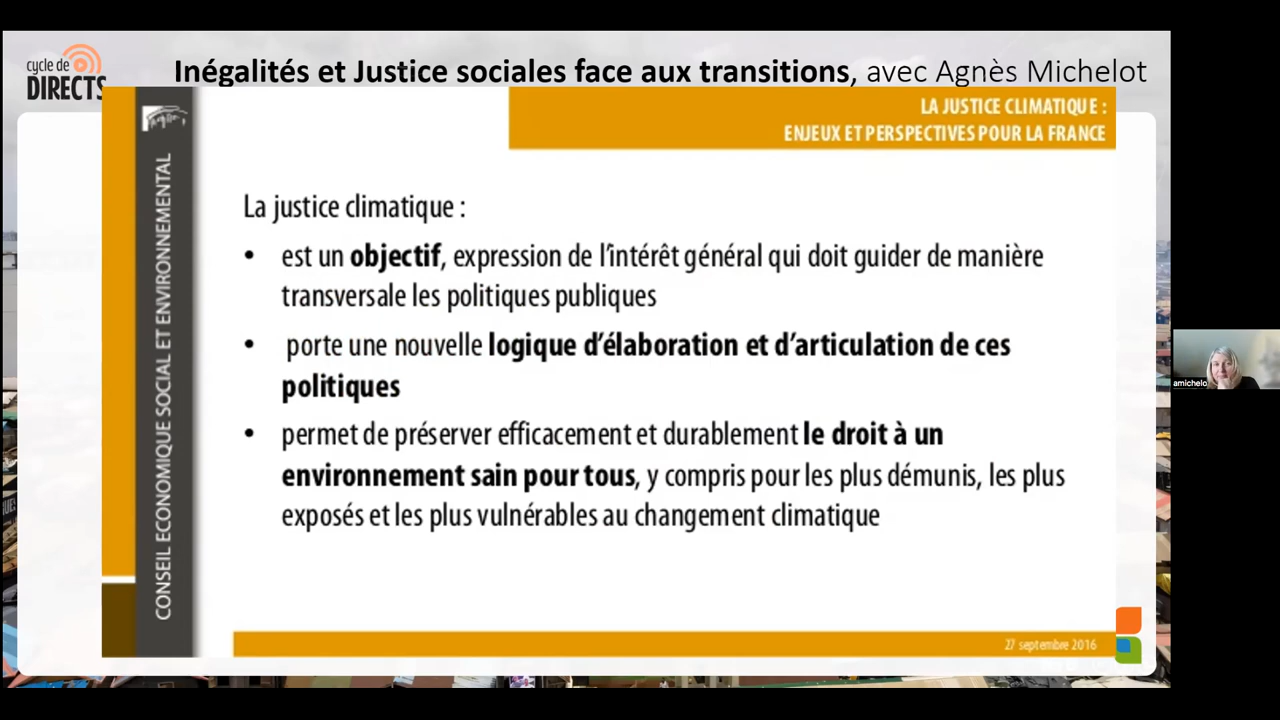 cycle de
DIRECTS
Inégalités et Justice sociales face aux transitions, avec Agnès Michelot
LA JUSTICE CLIMATIQUE :
ENJEUX ET PERSPECTIVES POUR LA FRANCE
CONSEIL ECONOMIQUE SOCIAL ET ENVIRONNEMENTAL
La justice climatique :
• est un objectif, expression de l'intérêt général qui doit guider de manière
transversale les politiques publiques
• porte une nouvelle logique d'élaboration et d'articulation de ces
politiques
• permet de préserver efficacement et durablement le droit à un
environnement sain pour tous, y compris pour les plus démunis, les plus
exposés et les plus vulnérables au changement climatique
27 septembre 2016
amichelo